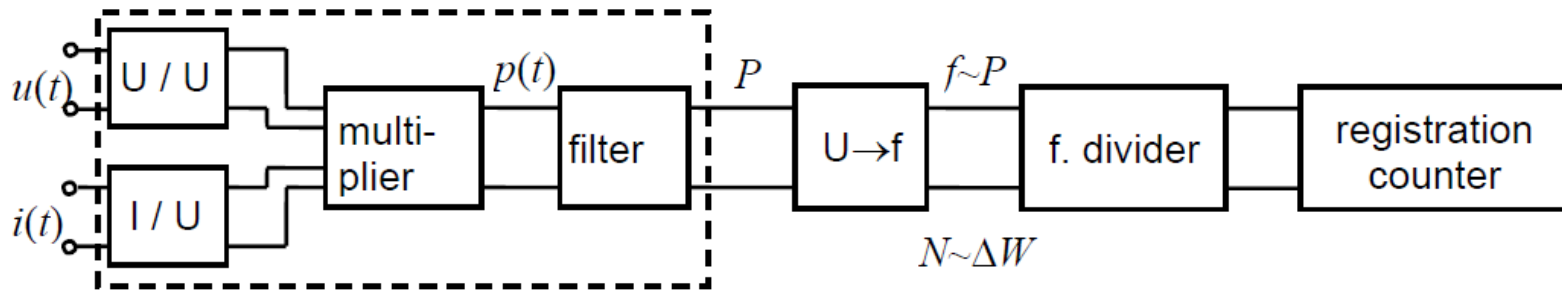 u(t)
U / U
i(t)
I / U
multi-
plier
p(t)
filter
P
U→f
f~P
N~ΔW
f. divider
registration
counter